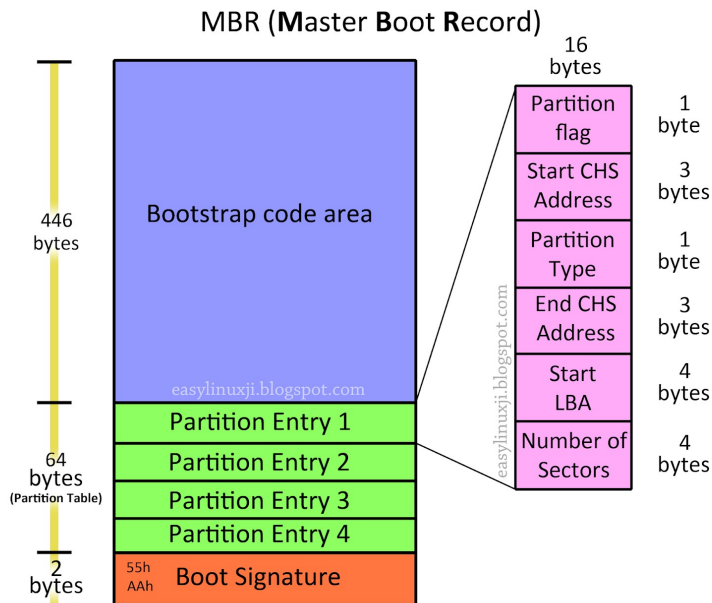 MBR (Master Boot Record)
446
bytes
Bootstrap code area
easylinuxji.blogspot.com
64
bytes
(Partition Table)
Partition Entry 1
Partition Entry 2
Partition Entry 3
Partition Entry 4
2
bytes
55h
AAh
Boot Signature
16
bytes
Partition
flag
1
byte
Start CHS
Address
3
bytes
Partition
Type
1
byte
End CHS
Address
3
bytes
Start
LBA
4
bytes
Number of
Sectors
4
bytes
easylinuxji.blogspot.com